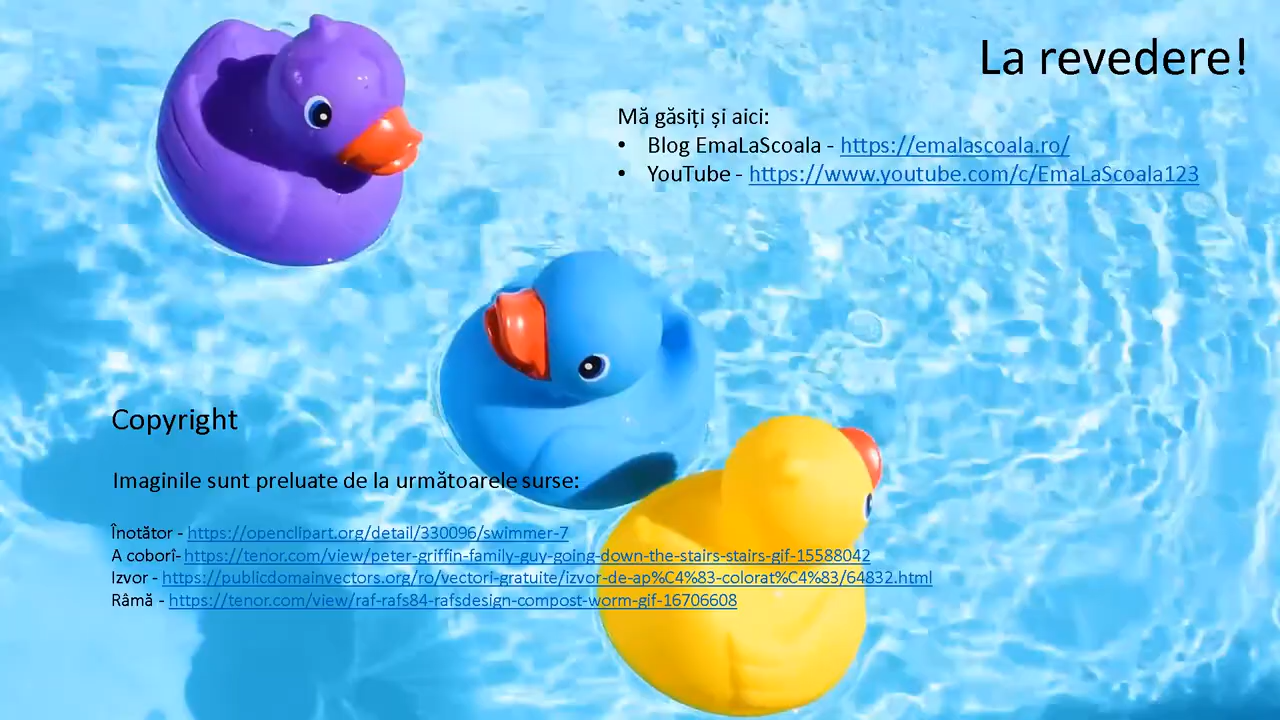 La revedere!
Mă găsiți și aici:
• Blog EmaLaScoala - https://emalascoala.ro/
• YouTube - https://www.youtube.com/c/EmaLaScoala123
Copyright
Imaginile sunt preluate de la următoarele surse:
Înotător - https://openclipart.org/detail/330096/swimmer-7
A coborî- https://tenor.com/view/peter-griffin-family-guy-going-down-the-stairs-stairs-gif-15588042
Izvor - https://publicdomainvectors.org/ro/vectori-gratuite/izvor-de-ap%C4%83-colorat%C4%83/64832.html
Râmă - https://tenor.com/view/raf-rafs84-rafsdesign-compost-worm-gif-16706608